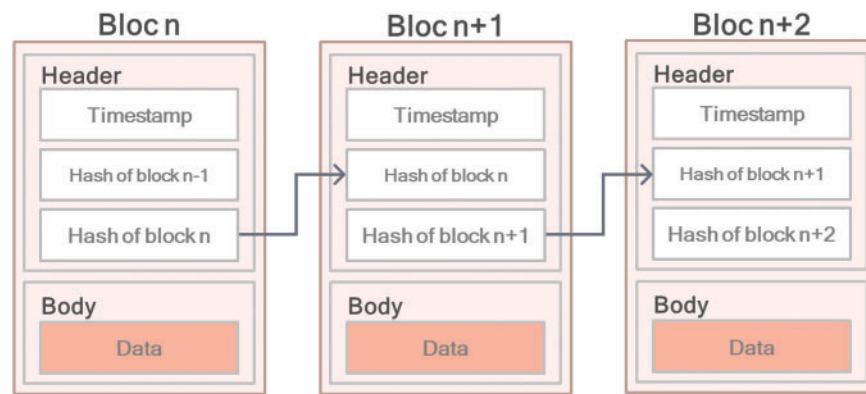 Bloc n
Header
Timestamp
Hash of block n-1
Hash of block n
Body
Data
Bloc n+1
Header
Timestamp
Hash of block n
Hash of block n+1
Body
Data
Bloc n+2
Header
Timestamp
Hash of block n+1
Hash of block n+2
Body
Data